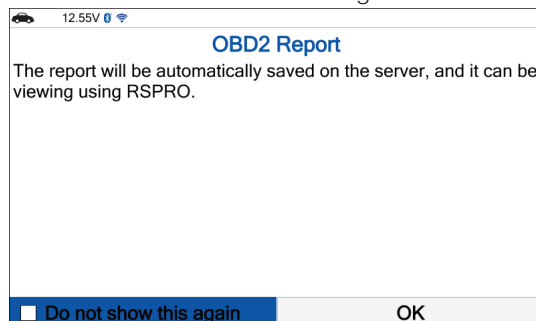 12.55V
OBD2 Report
The report will be automatically saved on the server, and it can be
viewing using RSPRO.
Do not show this again
OK